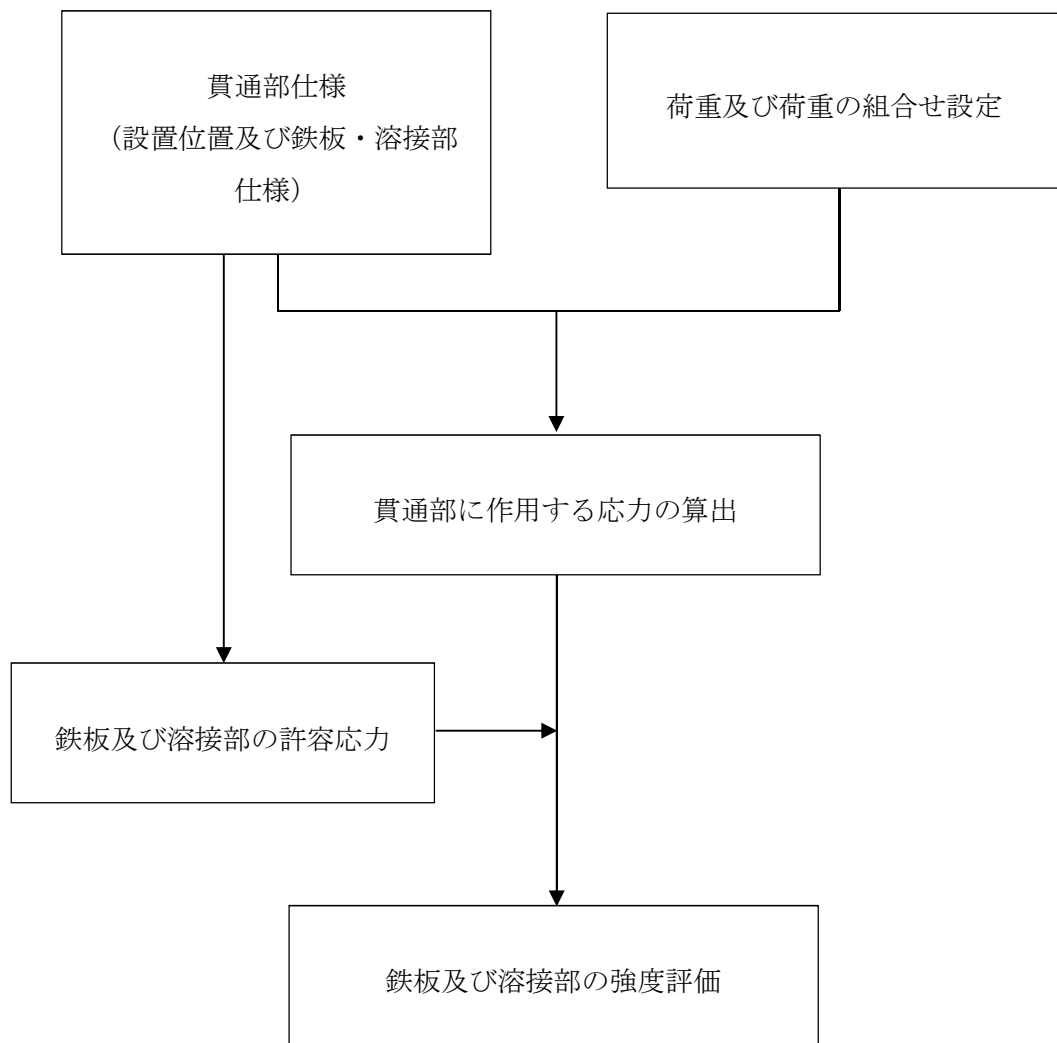 貫通部仕様
（設置位置及び鉄板・溶接部
仕様）
荷重及び荷重の組合せ設定
貫通部に作用する応力の算出
鉄板及び溶接部の許容応力
鉄板及び溶接部の強度評価